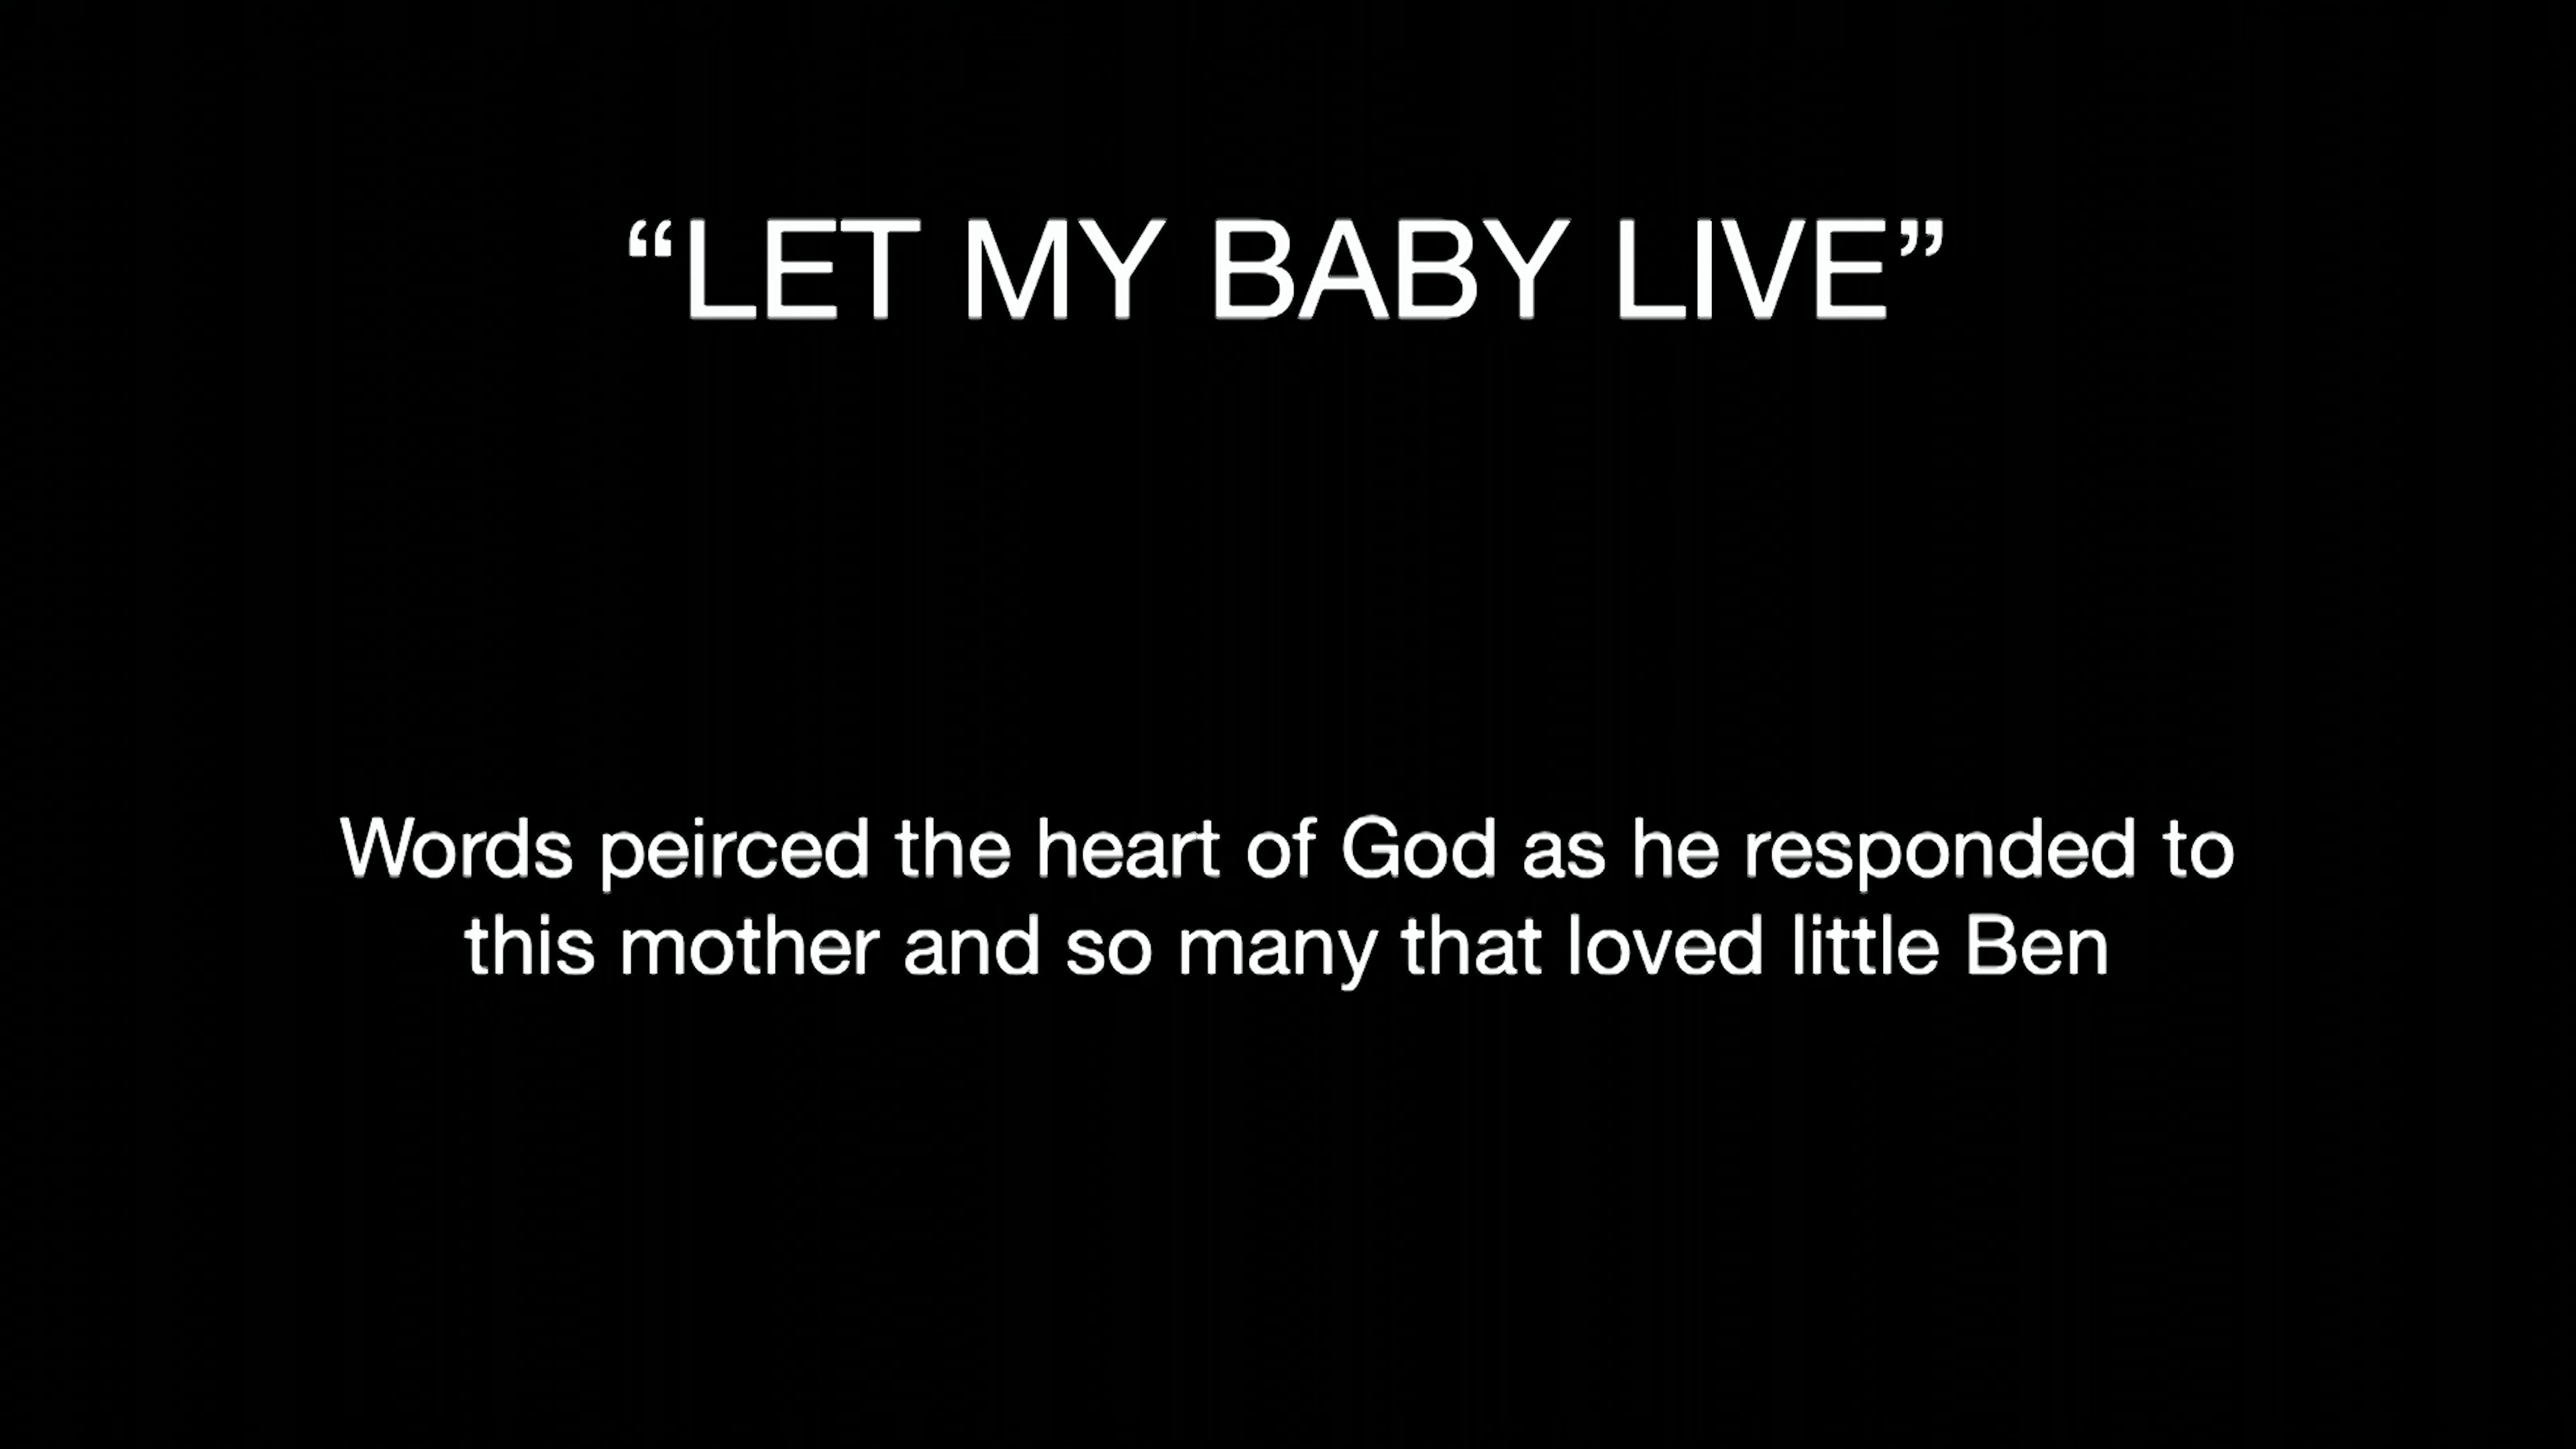 “LET MY BABY LIVE”
Words peirced the heart of God as he responded to
this mother and so many that loved little Ben